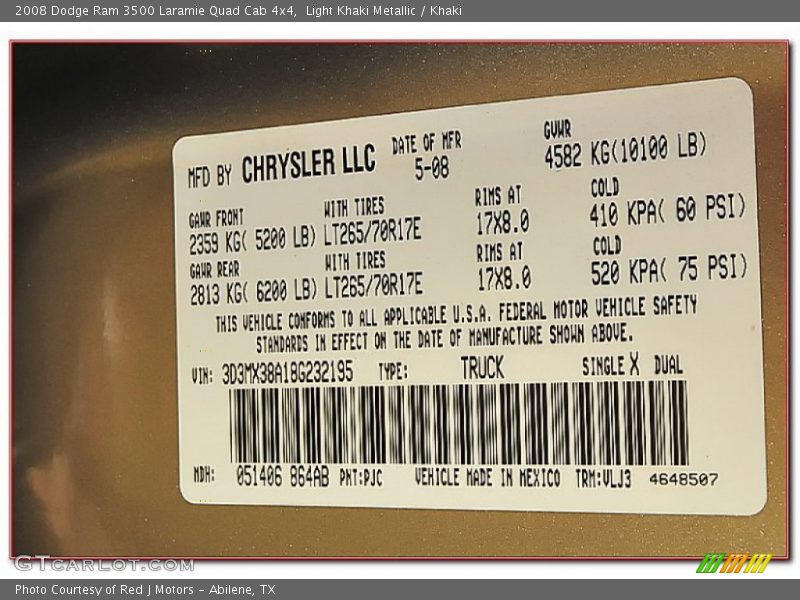 2008 Dodge Ram 3500 Laramie Quad Cab 4x4,  Light Khaki Metallic / Khaki
MFD BY CHRYSLER LLC DATE OF MFR 5-08 GVWR 4582 KG(10100 LB)
GAWR FRONT WITH TIRES RIMS AT COLD
2359 KG( 5200 LB) LT265/70R17E 17X8.0 410 KPA( 60 PSI)
GAWR REAR WITH TIRES RIMS AT COLD
2813 KG( 6200 LB) LT265/70R17E 17X8.0 520 KPA( 75 PSI)
THIS VEHICLE CONFORMS TO ALL APPLICABLE U.S.A. FEDERAL MOTOR VEHICLE SAFETY
STANDARDS IN EFFECT ON THE DATE OF MANUFACTURE SHOWN ABOVE.
VIN: 3D3MX38A18G232195 TYPE: TRUCK SINGLE X DUAL
MDH: 051406 864AB PNT:PJC VEHICLE MADE IN MEXICO TRM:VLJ3 4648507
GTCARLOT.COM
Photo Courtesy of Red J Motors – Abilene, TX